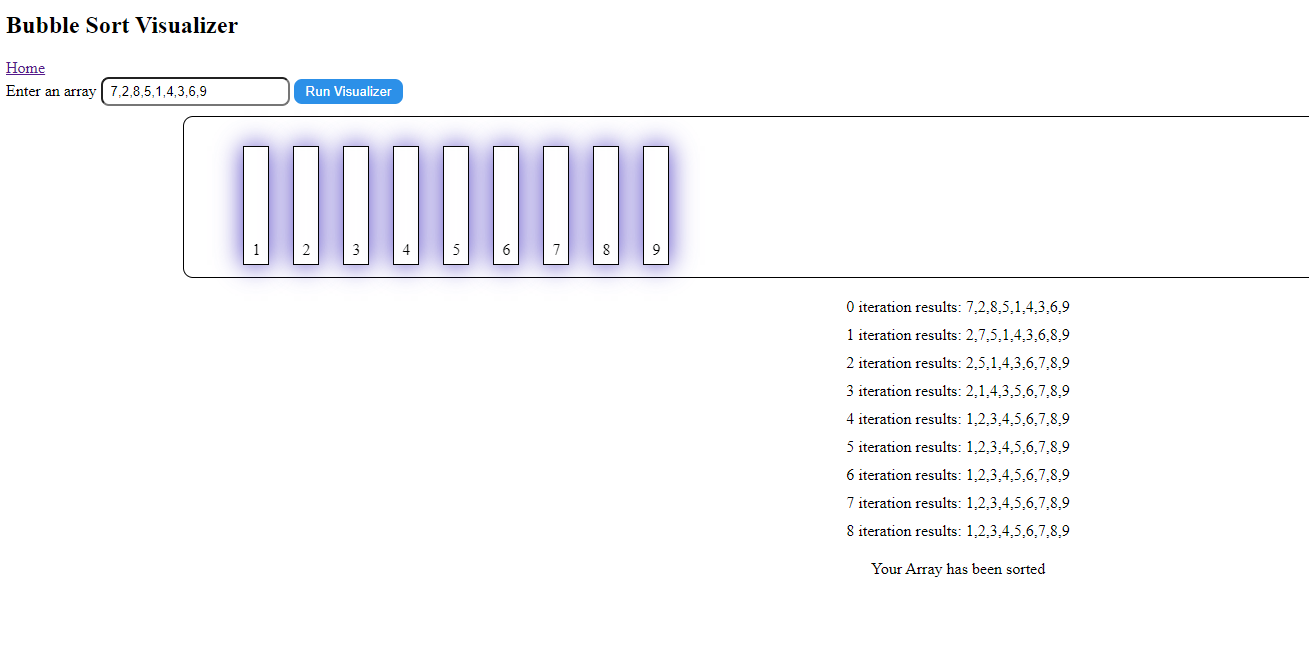 Bubble Sort Visualizer
Home
Enter an array 7,2,8,5,1,4,3,6,9 Run Visualizer
1 2 3 4 5 6 7 8 9
0 iteration results: 7,2,8,5,1,4,3,6,9
1 iteration results: 2,7,5,1,4,3,6,8,9
2 iteration results: 2,5,1,4,3,6,7,8,9
3 iteration results: 2,1,4,3,5,6,7,8,9
4 iteration results: 1,2,3,4,5,6,7,8,9
5 iteration results: 1,2,3,4,5,6,7,8,9
6 iteration results: 1,2,3,4,5,6,7,8,9
7 iteration results: 1,2,3,4,5,6,7,8,9
8 iteration results: 1,2,3,4,5,6,7,8,9
Your Array has been sorted